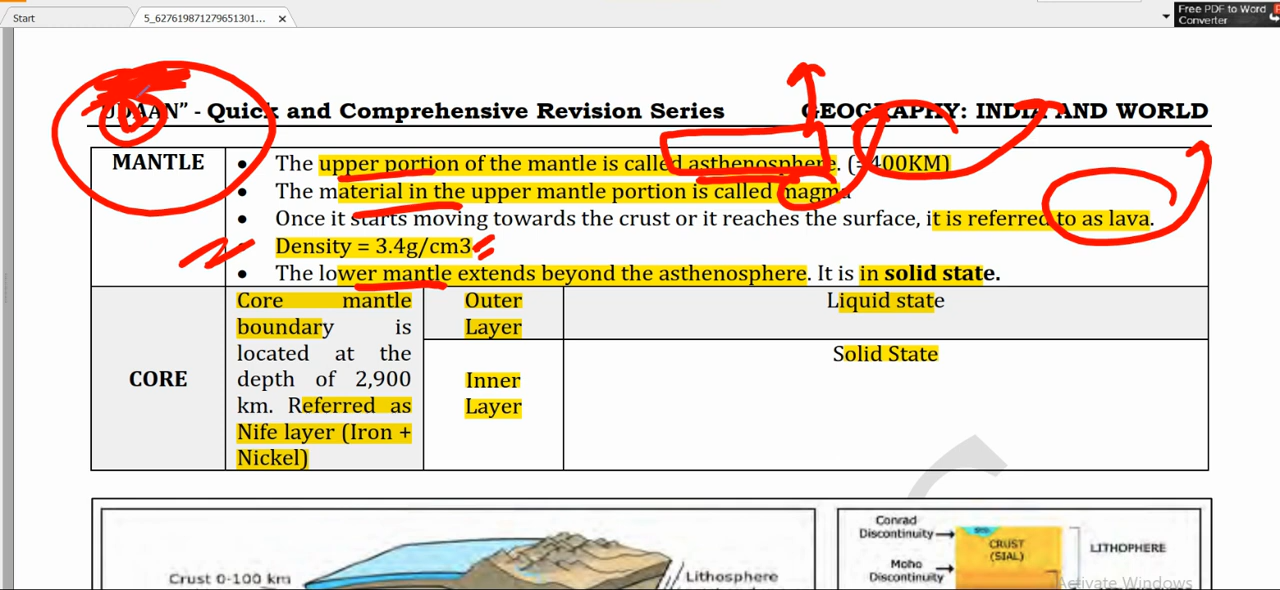 Start
5_627619871279651301...
Free PDF to Word
Converter
UDAAN” - Quick and Comprehensive Revision Series GEOGRAPHY: INDIA AND WORLD
MANTLE
• The upper portion of the mantle is called asthenosphere. (=400KM)
• The material in the upper mantle portion is called magma
• Once it starts moving towards the crust or it reaches the surface, it is referred to as lava.
• Density = 3.4g/cm3
• The lower mantle extends beyond the asthenosphere. It is in solid state.
CORE
Core mantle
boundary is
located at the
depth of 2,900
km. Referred as
Nife layer (Iron +
Nickel)
Outer
Layer
Liquid state
Inner
Layer
Solid State
Crust 0-100 km
Lithosphere
Conrad
Discontinuity
Moho
Discontinuity
CRUST
(SIAL)
LITHOPHERE
Activate Windows